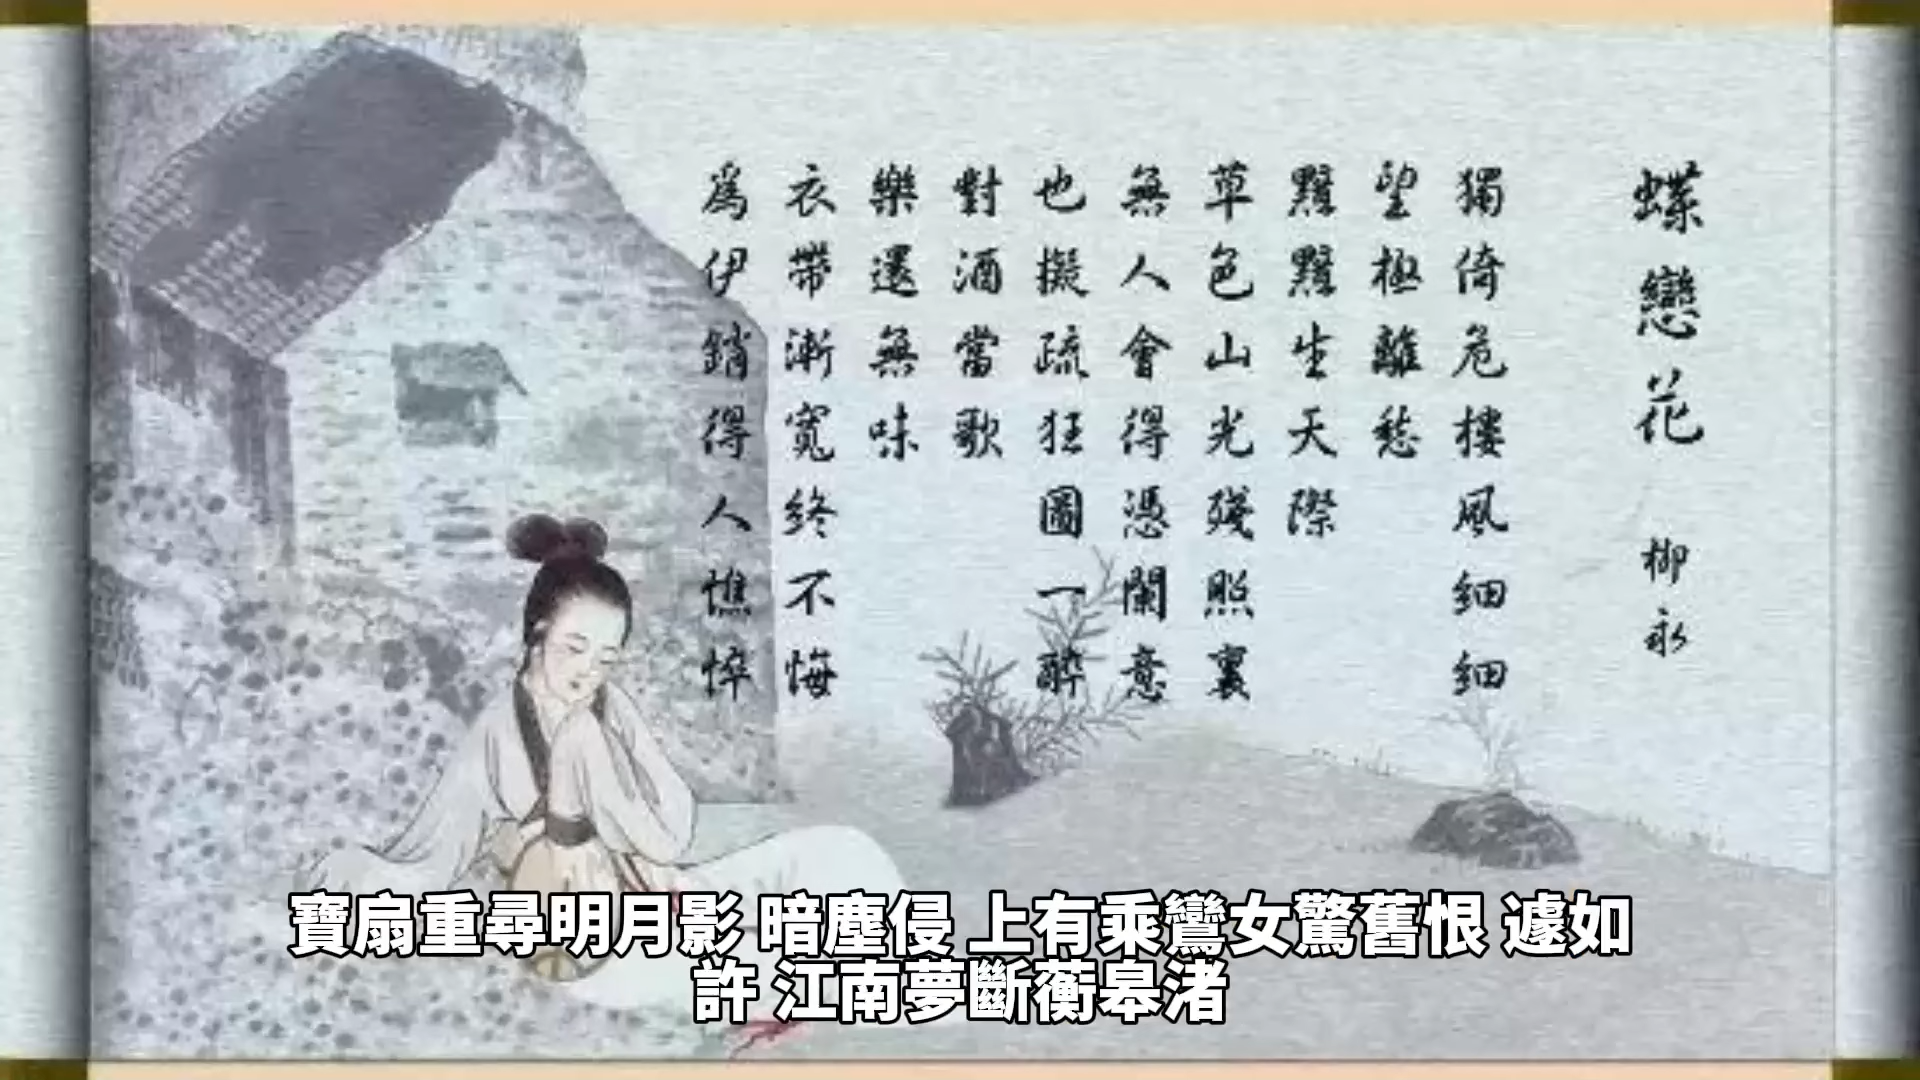 蝶戀花
柳永
獨倚危樓風細細
望極離愁
黯黯生天際
草色山光殘照裏
無人會得憑闌意
也擬疏狂圖一醉
對酒當歌
樂還無味
衣帶漸寬終不悔
為伊銷得人憔悴
寶扇重尋明月影 暗塵侵 上有乘鸞女驚舊恨 遽如
許 江南夢斷蘅皋渚